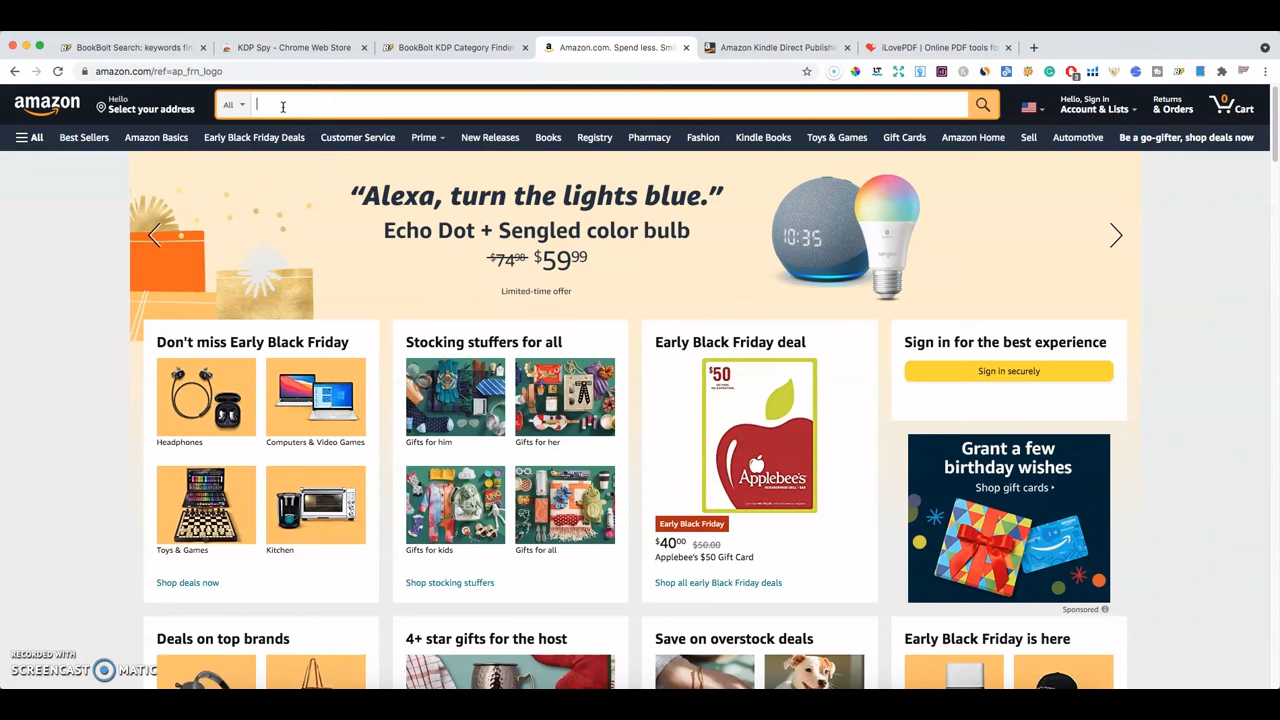 BookBolt Search: keywords fin
KDP Spy - Chrome Web Store
BookBolt KDP Category Finder
Amazon.com. Spend less. Smi
Amazon Kindle Direct Publishin
iLovePDF | Online PDF tools fo
amazon.com/ref=ap_frn_logo
amazon
Hello
Select your address
All
Hello, Sign in
Account & Lists
Returns
& Orders
0
Cart
All
Best Sellers
Amazon Basics
Early Black Friday Deals
Customer Service
Prime
New Releases
Books
Registry
Pharmacy
Fashion
Kindle Books
Toys & Games
Gift Cards
Amazon Home
Sell
Automotive
Be a go-gifter, shop deals now
“Alexa, turn the lights blue.”
Echo Dot + Sengled color bulb
$74.98 $59.99
Limited-time offer
10:35
Don't miss Early Black Friday
Headphones
Computers & Video Games
Toys & Games
Kitchen
Shop deals now
Stocking stuffers for all
Gifts for him
Gifts for her
Gifts for kids
Gifts for all
Shop stocking stuffers
Early Black Friday deal
$50
Applebee's
Early Black Friday
$40.00 $50.00
Applebee's $50 Gift Card
Shop all early Black Friday deals
Sign in for the best experience
Sign in securely
Grant a few
birthday wishes
Shop gift cards
Sponsored
Deals on top brands
4+ star gifts for the host
Save on overstock deals
Early Black Friday is here
RECORDED WITH
SCREENCAST MATIC